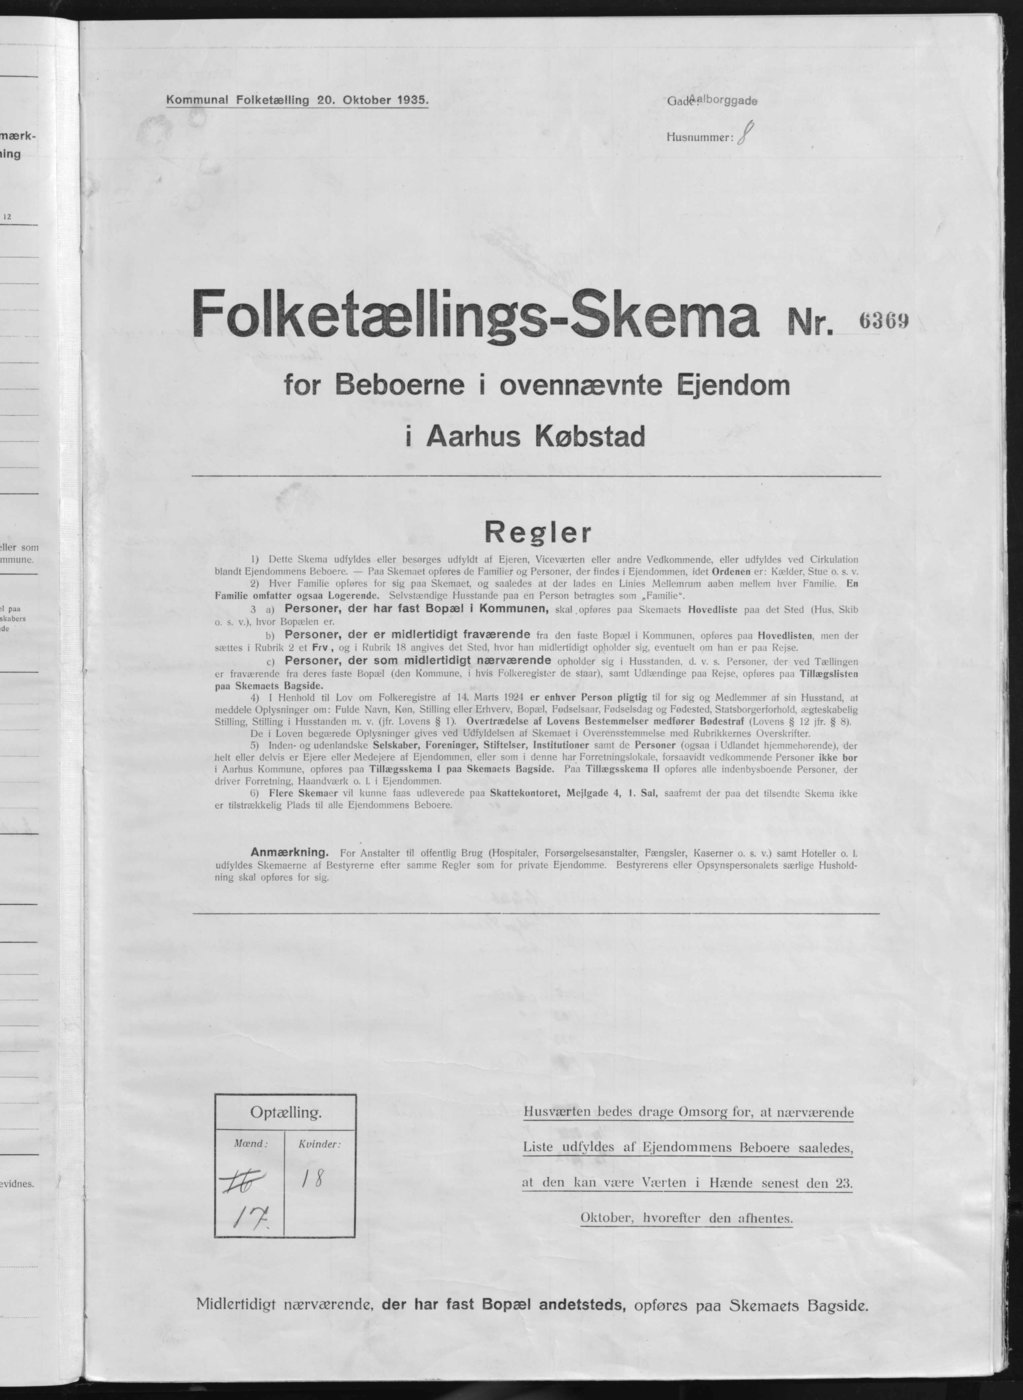 Kommunal Folketælling 20. Oktober 1935.
Gade Aalborggade
Husnummer: 8
mærk-
ning
12
Folketællings-Skema Nr. 6369
for Beboerne i ovennævnte Ejendom
i Aarhus Købstad
Regler
1) Dette Skema udfyldes eller besørges udfyldt af Ejeren, Viceværten eller andre Vedkommende, eller udfyldes ved Cirkulation
blandt Ejendommens Beboere. — Paa Skemaet opføres de Familier og Personer, der findes i Ejendommen, idet Ordenen er: Kælder, Stue o. s. v.
2) Hver Familie opføres for sig paa Skemaet, og saaledes at der lades en Linies Mellemrum aaben mellem hver Familie. En
Familie omfatter ogsaa Logerende. Selvstændige Husstande paa en Person betragtes som „Familie“.
3 a) Personer, der har fast Bopæl i Kommunen, skal opføres paa Skemaets Hovedliste paa det Sted (Hus, Skib
o. s. v.), hvor Bopælen er.
b) Personer, der er midlertidigt fraværende fra den faste Bopæl i Kommunen, opføres paa Hovedlisten, men der
sættes i Rubrik 2 et Frv., og i Rubrik 18 angives det Sted, hvor han midlertidigt opholder sig, eventuelt om han er paa Rejse.
c) Personer, der som midlertidigt nærværende opholder sig i Husstanden, d. v. s. Personer, der ved Tællingen
er fraværende fra deres faste Bopæl (den Kommune, i hvis Folkeregister de staar), samt Udlændinge paa Rejse, opføres paa Tillægslisten
paa Skemaets Bagside.
4) I Henhold til Lov om Folkeregistre af 14. Marts 1924 er enhver Person pligtig til for sig og Medlemmer af sin Husstand, at
meddele Oplysninger om: Fulde Navn, Køn, Stilling eller Erhverv, Bopæl, Fødselsaar, Fødselsdag og Fødested, Statsborgerforhold, ægteskabelig
Stilling, Stilling i Husstanden m. v. (jfr. Lovens § 1). Overtrædelse af Lovens Bestemmelser medfører Bødestraf (Lovens § 12 jfr. § 8).
De i Loven begærede Oplysninger gives ved Udfyldelsen af Skemaet i Overensstemmelse med Rubrikkernes Overskrifter.
5) Inden- og udenlandske Selskaber, Foreninger, Stiftelser, Institutioner samt de Personer (ogsaa i Udlandet hjemmehørende), der
helt eller delvis er Ejere eller Medejere af Ejendommen, eller som i denne har Forretningslokale, forsaavidt vedkommende Personer ikke bor
i Aarhus Kommune, opføres paa Tillægsskema I paa Skemaets Bagside. Paa Tillægsskema II opføres alle indenbysboende Personer, der
driver Forretning, Haandværk o. l. i Ejendommen.
6) Flere Skemaer vil kunne faas udleverede paa Skattekontoret, Mejlgade 4, 1. Sal, saafremt der paa det tilsendte Skema ikke
er tilstrækkelig Plads til alle Ejendommens Beboere.
eller som
mmune.
el paa
skabers
de
Anmærkning. For Anstalter til offentlig Brug (Hospitaler, Forsørgelsesanstalter, Fængsler, Kaserner o. s. v.) samt Hoteller o. l.
udfyldes Skemaerne af Bestyrerne efter samme Regler som for private Ejendomme. Bestyrerens eller Opsynspersonalets særlige Hushold-
ning skal opføres for sig.
Optælling.
Mænd: Kvinder:
16 18
17.
evidnes.
Husværten bedes drage Omsorg for, at nærværende
Liste udfyldes af Ejendommens Beboere saaledes,
at den kan være Værten i Hænde senest den 23.
Oktober, hvorefter den afhentes.
Midlertidigt nærværende, der har fast Bopæl andetsteds, opføres paa Skemaets Bagside.